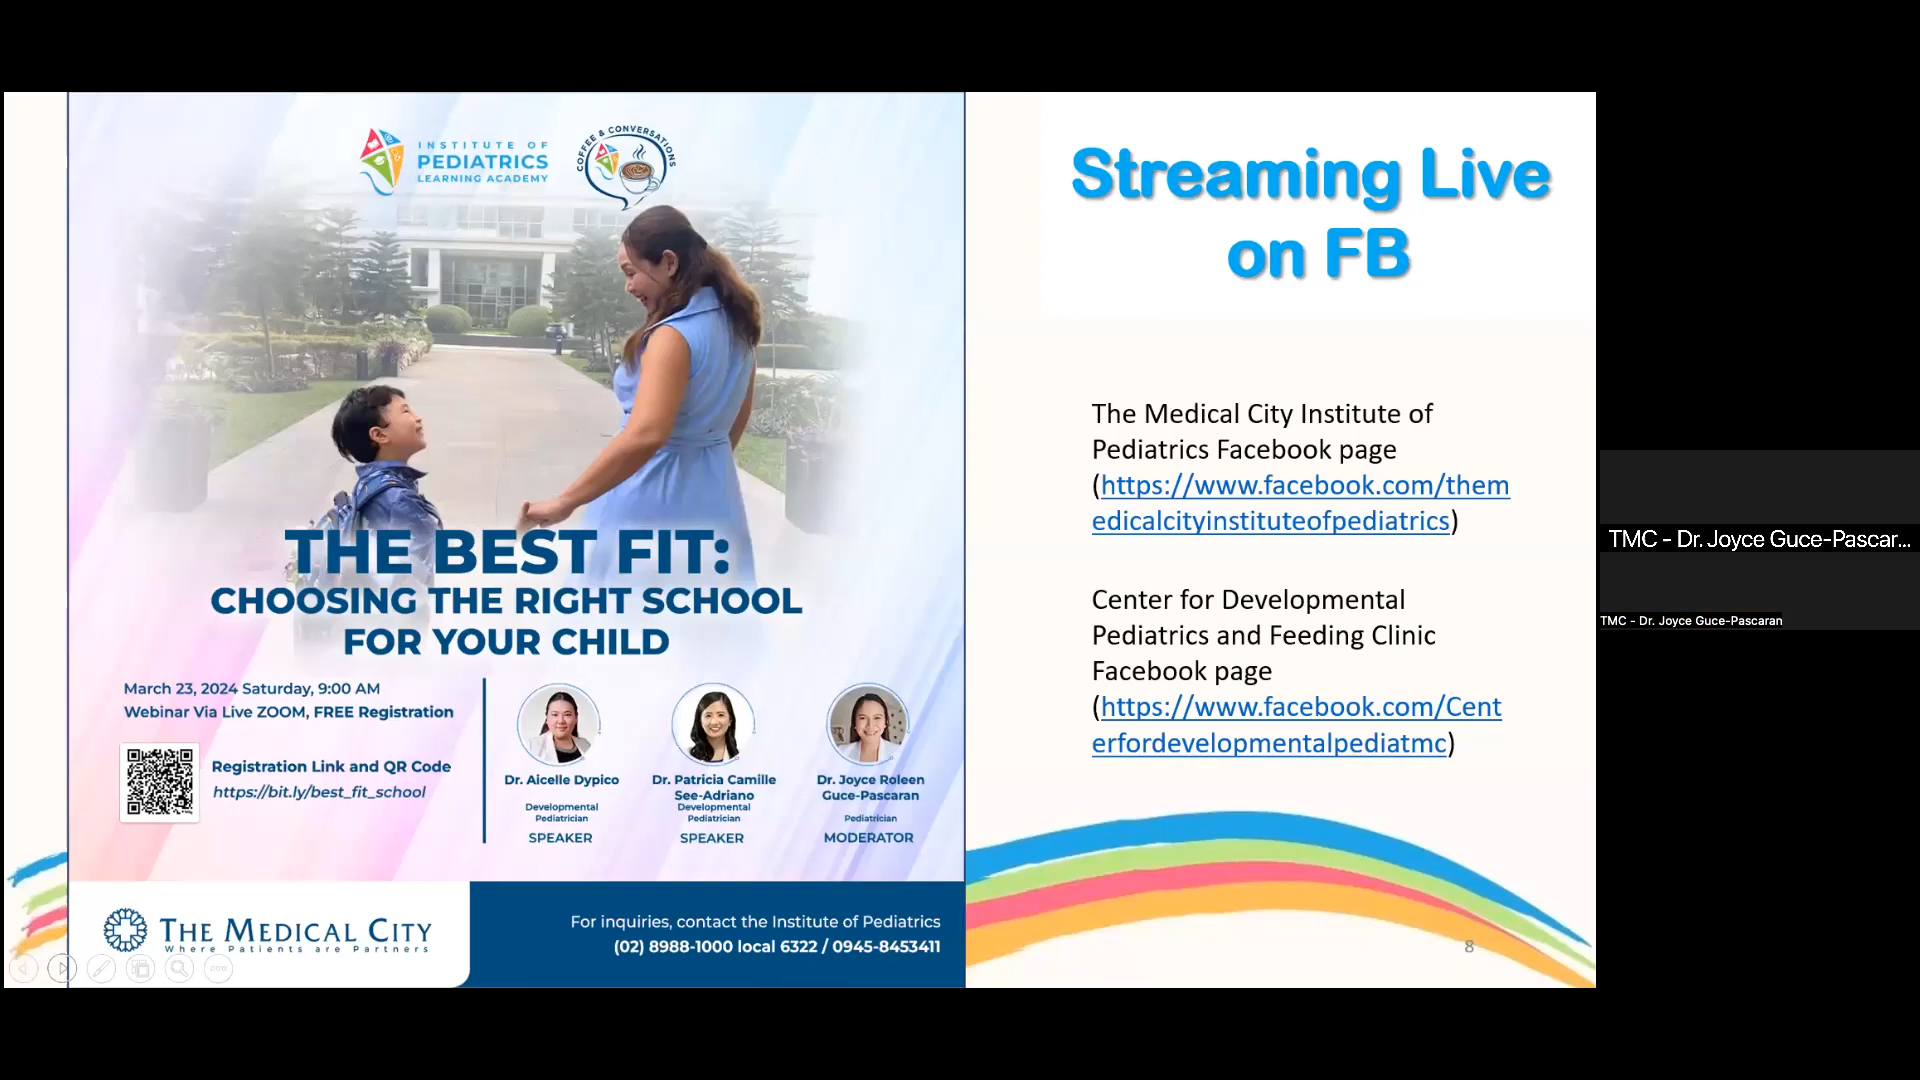 INSTITUTE OF
PEDIATRICS
LEARNING ACADEMY
COFFEE & CONVERSATIONS
THE BEST FIT:
CHOOSING THE RIGHT SCHOOL
FOR YOUR CHILD
March 23, 2024 Saturday, 9:00 AM
Webinar Via Live ZOOM, FREE Registration
Registration Link and QR Code
https://bit.ly/best_fit_school
Dr. Aicelle Dypico
Developmental
Pediatrician
SPEAKER
Dr. Patricia Camille
See-Adriano
Developmental
Pediatrician
SPEAKER
Dr. Joyce Roleen
Guce-Pascaran
Pediatrician
MODERATOR
THE MEDICAL CITY
Where Patients are Partners
For inquiries, contact the Institute of Pediatrics
(02) 8988-1000 local 6322 / 0945-8453411
Streaming Live
on FB
The Medical City Institute of
Pediatrics Facebook page
(https://www.facebook.com/them
edicalcityinstituteofpediatrics)
Center for Developmental
Pediatrics and Feeding Clinic
Facebook page
(https://www.facebook.com/Cent
erfordevelopmentalpediatmc)
8
TMC - Dr. Joyce Guce-Pascar...
TMC - Dr. Joyce Guce-Pascaran